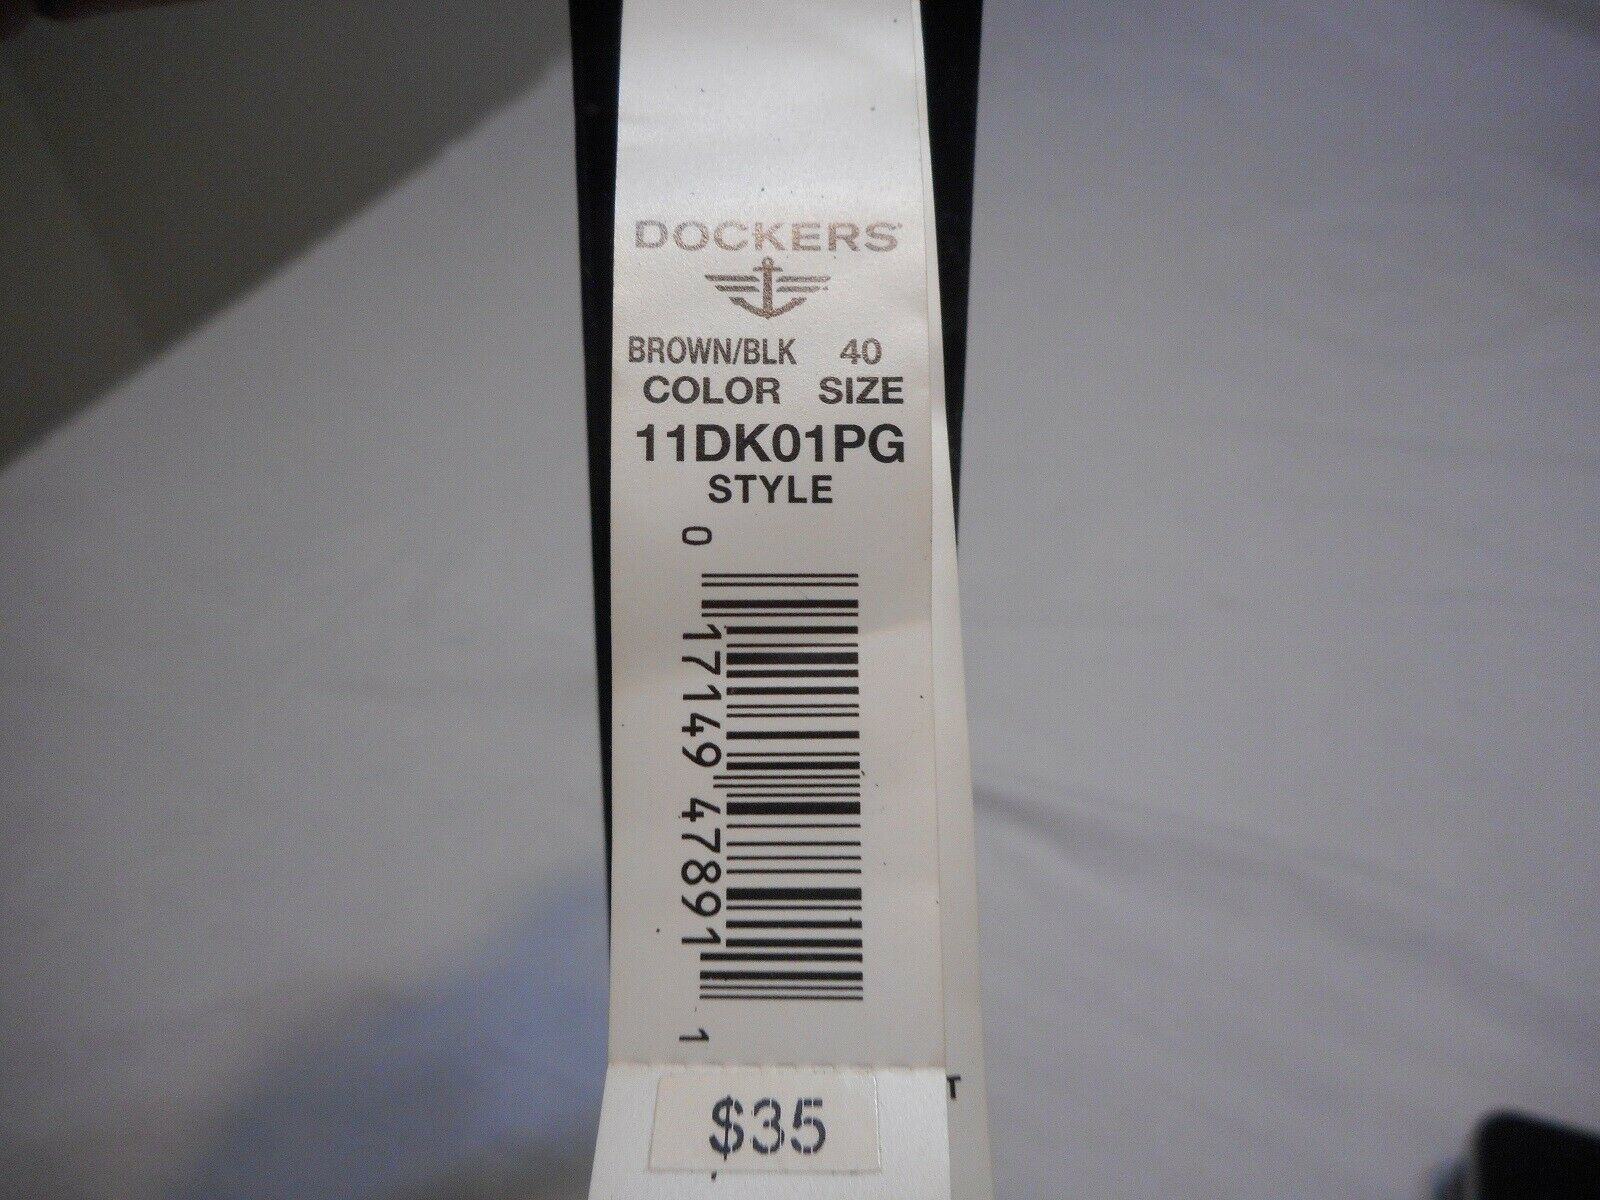 DOCKERS
BROWN/BLK 40
COLOR SIZE
11DK01PG
STYLE
0 17149 47891 1
$35
T